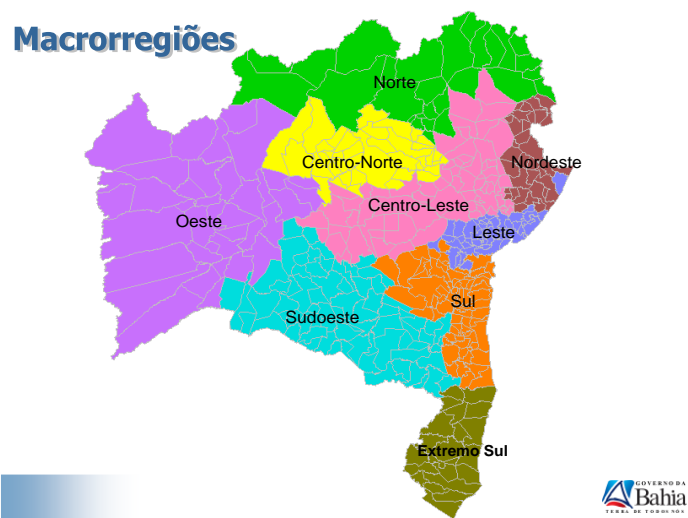 Macrorregiões
Norte
Centro-Norte
Nordeste
Centro-Leste
Oeste
Leste
Sul
Sudoeste
Extremo Sul
GOVERNO DA
Bahia
TERRA DE TODOS NÓS